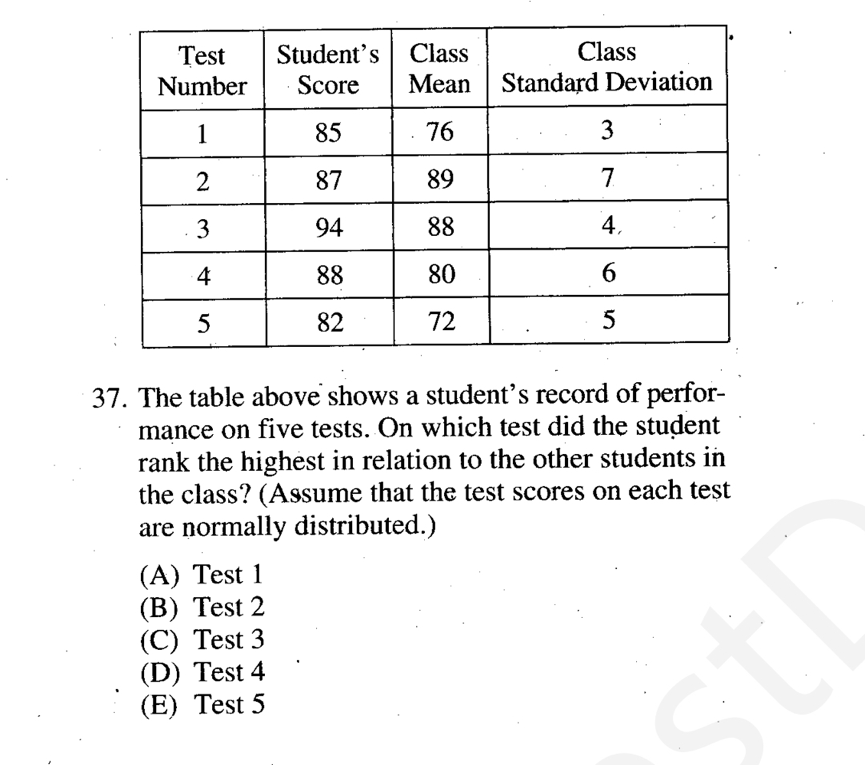 Test Number Student's Score Class Mean Class Standard Deviation
1 85 76 3
2 87 89 7
3 94 88 4
4 88 80 6
5 82 72 5
37. The table above shows a student's record of perfor-
mance on five tests. On which test did the student
rank the highest in relation to the other students in
the class? (Assume that the test scores on each test
are normally distributed.)
(A) Test 1
(B) Test 2
(C) Test 3
(D) Test 4
(E) Test 5